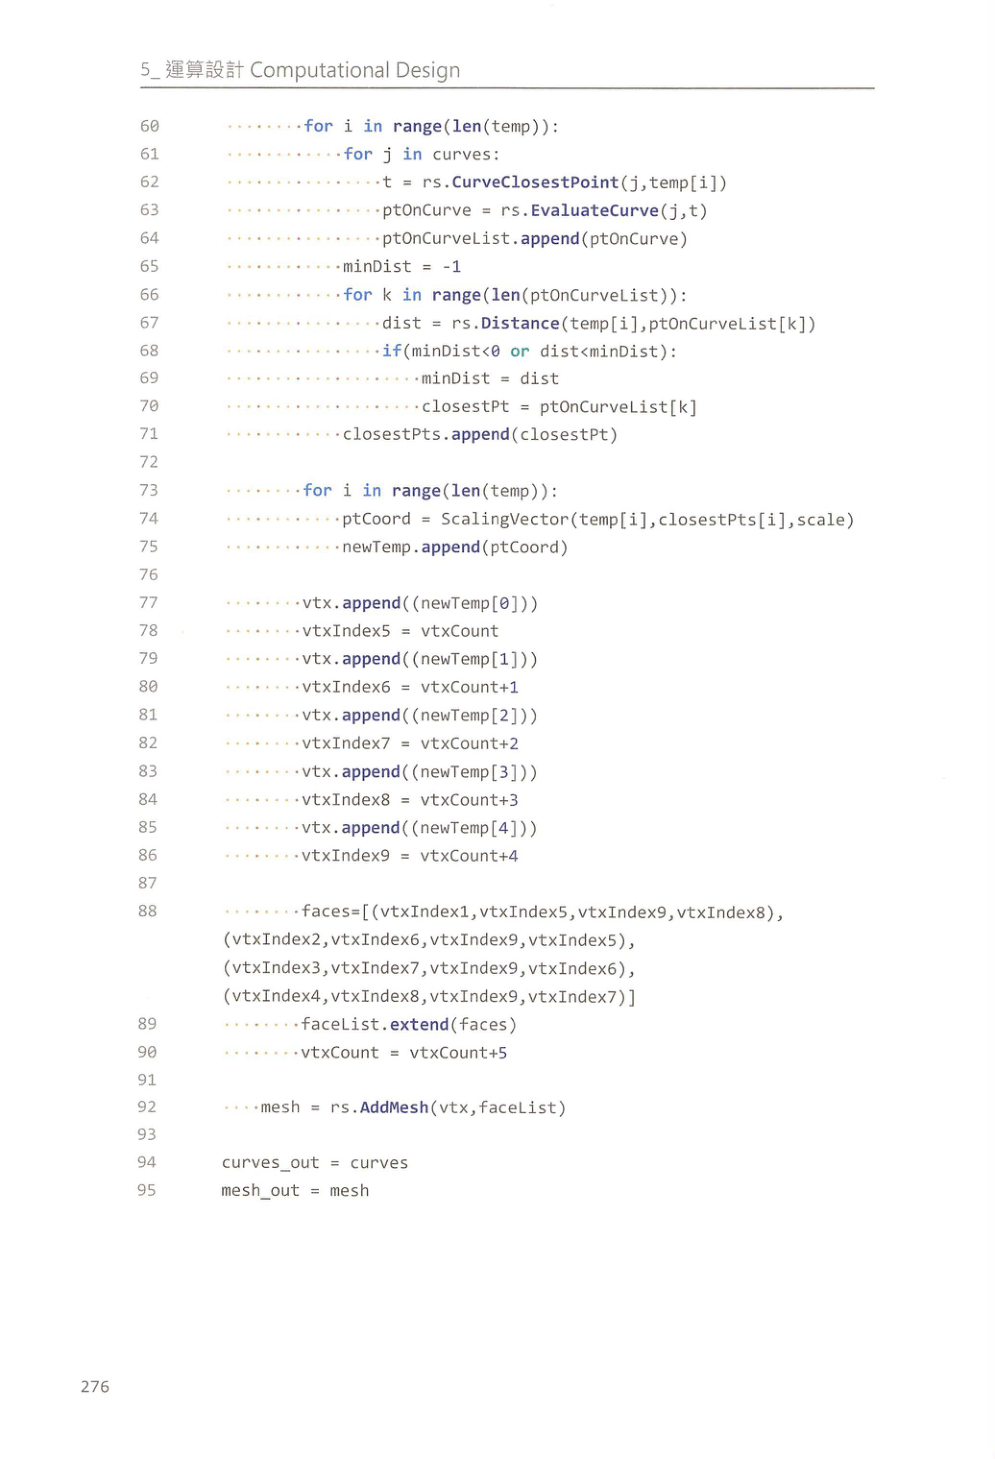 5_ 運算設計 Computational Design
60 ········for i in range(len(temp)):
61 ············for j in curves:
62 ················t = rs.CurveClosestPoint(j,temp[i])
63 ················ptOnCurve = rs.EvaluateCurve(j,t)
64 ················ptOnCurveList.append(ptOnCurve)
65 ············minDist = -1
66 ············for k in range(len(ptOnCurveList)):
67 ················dist = rs.Distance(temp[i],ptOnCurveList[k])
68 ················if(minDist<0 or dist<minDist):
69 ····················minDist = dist
70 ····················closestPt = ptOnCurveList[k]
71 ············closestPts.append(closestPt)
72
73 ········for i in range(len(temp)):
74 ············ptCoord = ScalingVector(temp[i],closestPts[i],scale)
75 ············newTemp.append(ptCoord)
76
77 ········vtx.append((newTemp[0]))
78 ········vtxIndex5 = vtxCount
79 ········vtx.append((newTemp[1]))
80 ········vtxIndex6 = vtxCount+1
81 ········vtx.append((newTemp[2]))
82 ········vtxIndex7 = vtxCount+2
83 ········vtx.append((newTemp[3]))
84 ········vtxIndex8 = vtxCount+3
85 ········vtx.append((newTemp[4]))
86 ········vtxIndex9 = vtxCount+4
87
88 ········faces=[(vtxIndex1,vtxIndex5,vtxIndex9,vtxIndex8),
(vtxIndex2,vtxIndex6,vtxIndex9,vtxIndex5),
(vtxIndex3,vtxIndex7,vtxIndex9,vtxIndex6),
(vtxIndex4,vtxIndex8,vtxIndex9,vtxIndex7)]
89 ········faceList.extend(faces)
90 ········vtxCount = vtxCount+5
91
92 ····mesh = rs.AddMesh(vtx,faceList)
93
94 curves_out = curves
95 mesh_out = mesh
276